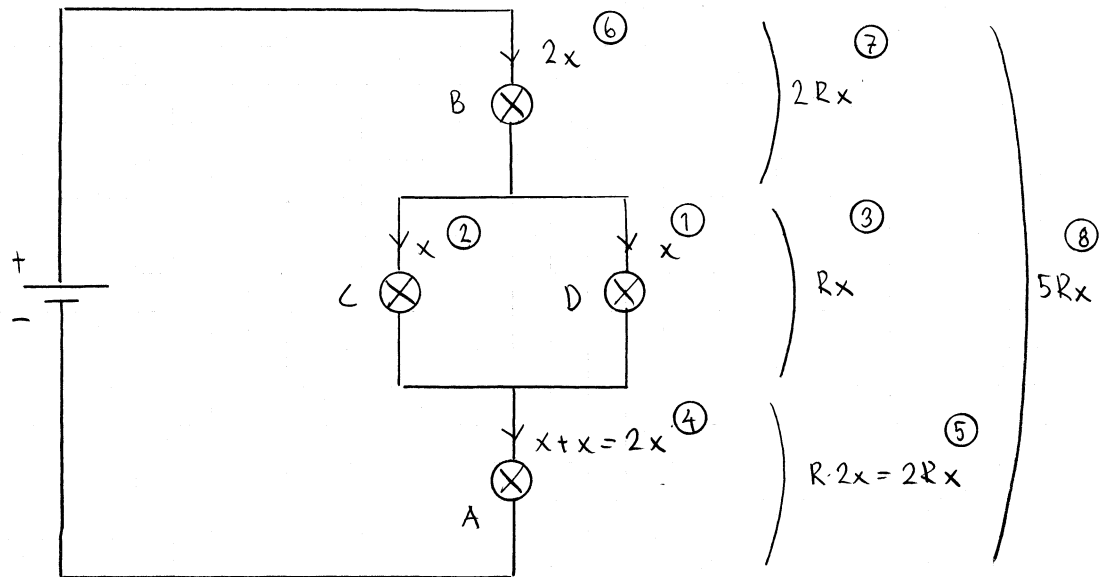 2x ⑥
⑦
B
2Rx
+
x ②
x ①
③
⑧
C
D
Rx
5Rx
-
x+x=2x ④
⑤
R·2x=2Rx
A